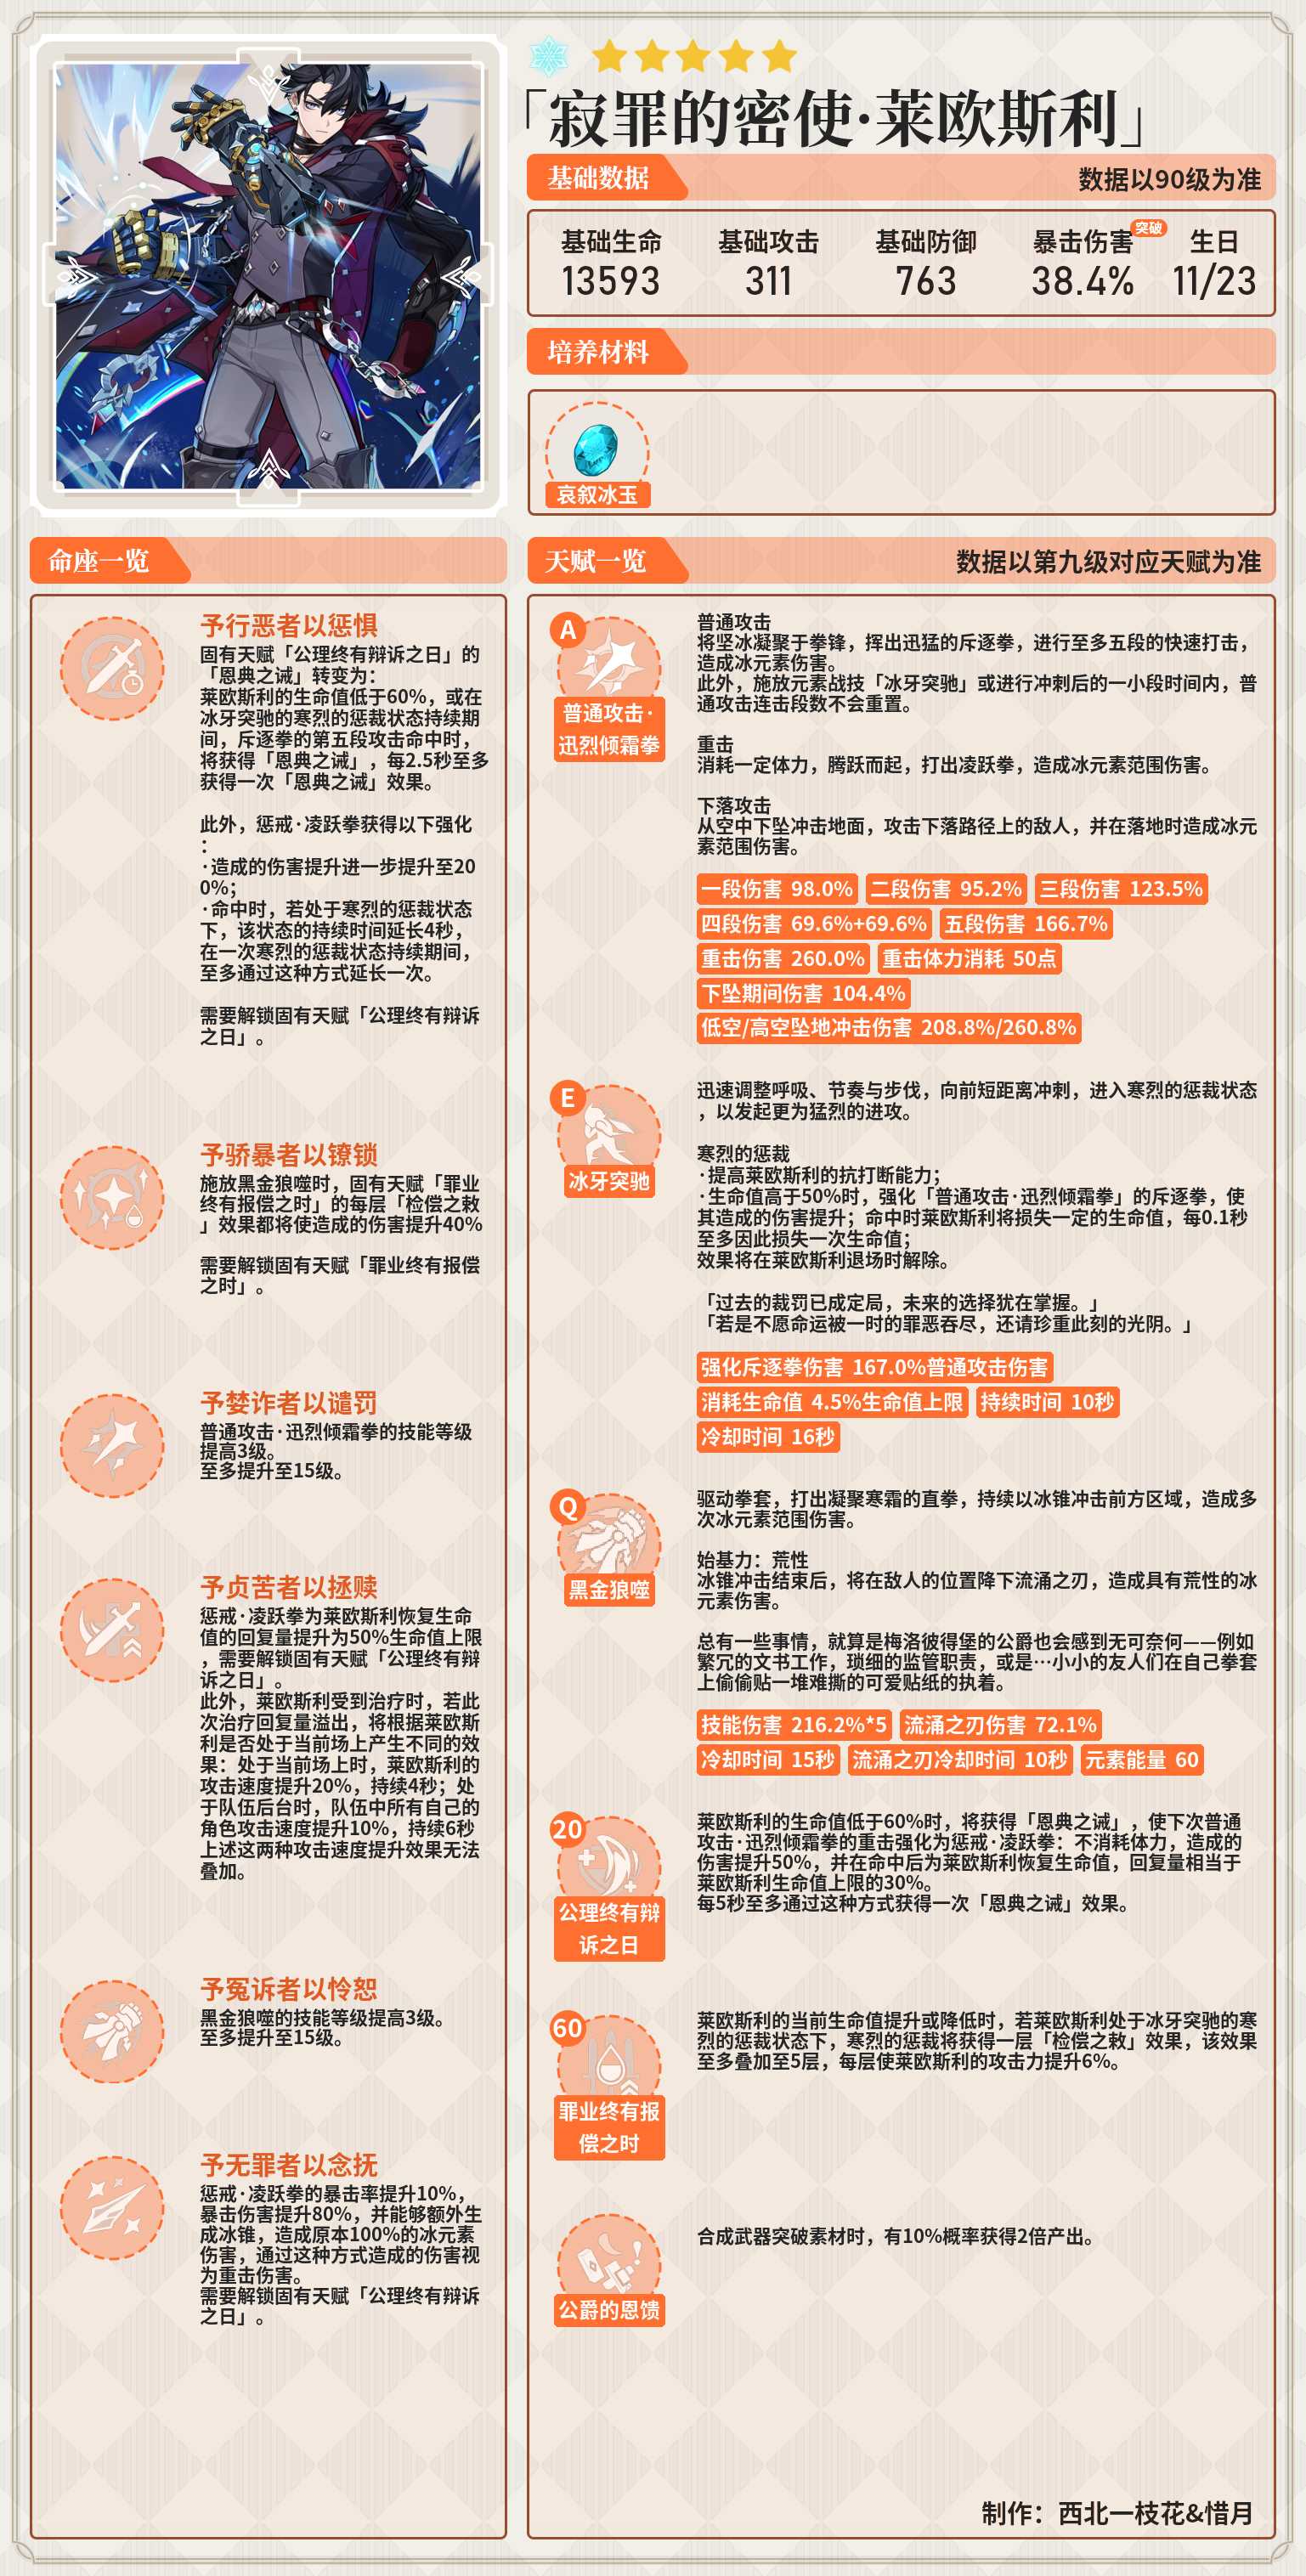 「寂罪的密使·莱欧斯利」
基础数据
数据以90级为准
基础生命
基础攻击
基础防御
暴击伤害
突破
生日
13593
311
763
38.4%
11/23
培养材料
哀叙冰玉
命座一览
予行恶者以惩惧
固有天赋「公理终有辩诉之日」的
「恩典之诫」转变为：
莱欧斯利的生命值低于60%，或在
冰牙突驰的寒烈的惩裁状态持续期
间，斥逐拳的第五段攻击命中时，
将获得「恩典之诫」，每2.5秒至多
获得一次「恩典之诫」效果。
此外，惩戒·凌跃拳获得以下强化
：
·造成的伤害提升进一步提升至20
0%；
·命中时，若处于寒烈的惩裁状态
下，该状态的持续时间延长4秒，
在一次寒烈的惩裁状态持续期间，
至多通过这种方式延长一次。
需要解锁固有天赋「公理终有辩诉
之日」。
予骄暴者以镣锁
施放黑金狼噬时，固有天赋「罪业
终有报偿之时」的每层「检偿之敕
」效果都将使造成的伤害提升40%
需要解锁固有天赋「罪业终有报偿
之时」。
予婪诈者以谴罚
普通攻击·迅烈倾霜拳的技能等级
提高3级。
至多提升至15级。
予贞苦者以拯赎
惩戒·凌跃拳为莱欧斯利恢复生命
值的回复量提升为50%生命值上限
，需要解锁固有天赋「公理终有辩
诉之日」。
此外，莱欧斯利受到治疗时，若此
次治疗回复量溢出，将根据莱欧斯
利是否处于当前场上产生不同的效
果：处于当前场上时，莱欧斯利的
攻击速度提升20%，持续4秒；处
于队伍后台时，队伍中所有自己的
角色攻击速度提升10%，持续6秒
上述这两种攻击速度提升效果无法
叠加。
予冤诉者以怜恕
黑金狼噬的技能等级提高3级。
至多提升至15级。
予无罪者以念抚
惩戒·凌跃拳的暴击率提升10%，
暴击伤害提升80%，并能够额外生
成冰锥，造成原本100%的冰元素
伤害，通过这种方式造成的伤害视
为重击伤害。
需要解锁固有天赋「公理终有辩诉
之日」。
天赋一览
数据以第九级对应天赋为准
A
普通攻击·
迅烈倾霜拳
普通攻击
将坚冰凝聚于拳锋，挥出迅猛的斥逐拳，进行至多五段的快速打击，
造成冰元素伤害。
此外，施放元素战技「冰牙突驰」或进行冲刺后的一小段时间内，普
通攻击连击段数不会重置。
重击
消耗一定体力，腾跃而起，打出凌跃拳，造成冰元素范围伤害。
下落攻击
从空中下坠冲击地面，攻击下落路径上的敌人，并在落地时造成冰元
素范围伤害。
一段伤害 98.0% 二段伤害 95.2% 三段伤害 123.5%
四段伤害 69.6%+69.6% 五段伤害 166.7%
重击伤害 260.0% 重击体力消耗 50点
下坠期间伤害 104.4%
低空/高空坠地冲击伤害 208.8%/260.8%
E
冰牙突驰
迅速调整呼吸、节奏与步伐，向前短距离冲刺，进入寒烈的惩裁状态
，以发起更为猛烈的进攻。
寒烈的惩裁
·提高莱欧斯利的抗打断能力；
·生命值高于50%时，强化「普通攻击·迅烈倾霜拳」的斥逐拳，使
其造成的伤害提升；命中时莱欧斯利将损失一定的生命值，每0.1秒
至多因此损失一次生命值；
效果将在莱欧斯利退场时解除。
「过去的裁罚已成定局，未来的选择犹在掌握。」
「若是不愿命运被一时的罪恶吞尽，还请珍重此刻的光阴。」
强化斥逐拳伤害 167.0%普通攻击伤害
消耗生命值 4.5%生命值上限 持续时间 10秒
冷却时间 16秒
Q
黑金狼噬
驱动拳套，打出凝聚寒霜的直拳，持续以冰锥冲击前方区域，造成多
次冰元素范围伤害。
始基力：荒性
冰锥冲击结束后，将在敌人的位置降下流涌之刃，造成具有荒性的冰
元素伤害。
总有一些事情，就算是梅洛彼得堡的公爵也会感到无可奈何——例如
繁冗的文书工作，琐细的监管职责，或是…小小的友人们在自己拳套
上偷偷贴一堆难撕的可爱贴纸的执着。
技能伤害 216.2%*5 流涌之刃伤害 72.1%
冷却时间 15秒 流涌之刃冷却时间 10秒 元素能量 60
20
公理终有辩
诉之日
莱欧斯利的生命值低于60%时，将获得「恩典之诫」，使下次普通
攻击·迅烈倾霜拳的重击强化为惩戒·凌跃拳：不消耗体力，造成的
伤害提升50%，并在命中后为莱欧斯利恢复生命值，回复量相当于
莱欧斯利生命值上限的30%。
每5秒至多通过这种方式获得一次「恩典之诫」效果。
60
罪业终有报
偿之时
莱欧斯利的当前生命值提升或降低时，若莱欧斯利处于冰牙突驰的寒
烈的惩裁状态下，寒烈的惩裁将获得一层「检偿之敕」效果，该效果
至多叠加至5层，每层使莱欧斯利的攻击力提升6%。
公爵的恩馈
合成武器突破素材时，有10%概率获得2倍产出。
制作：西北一枝花&惜月